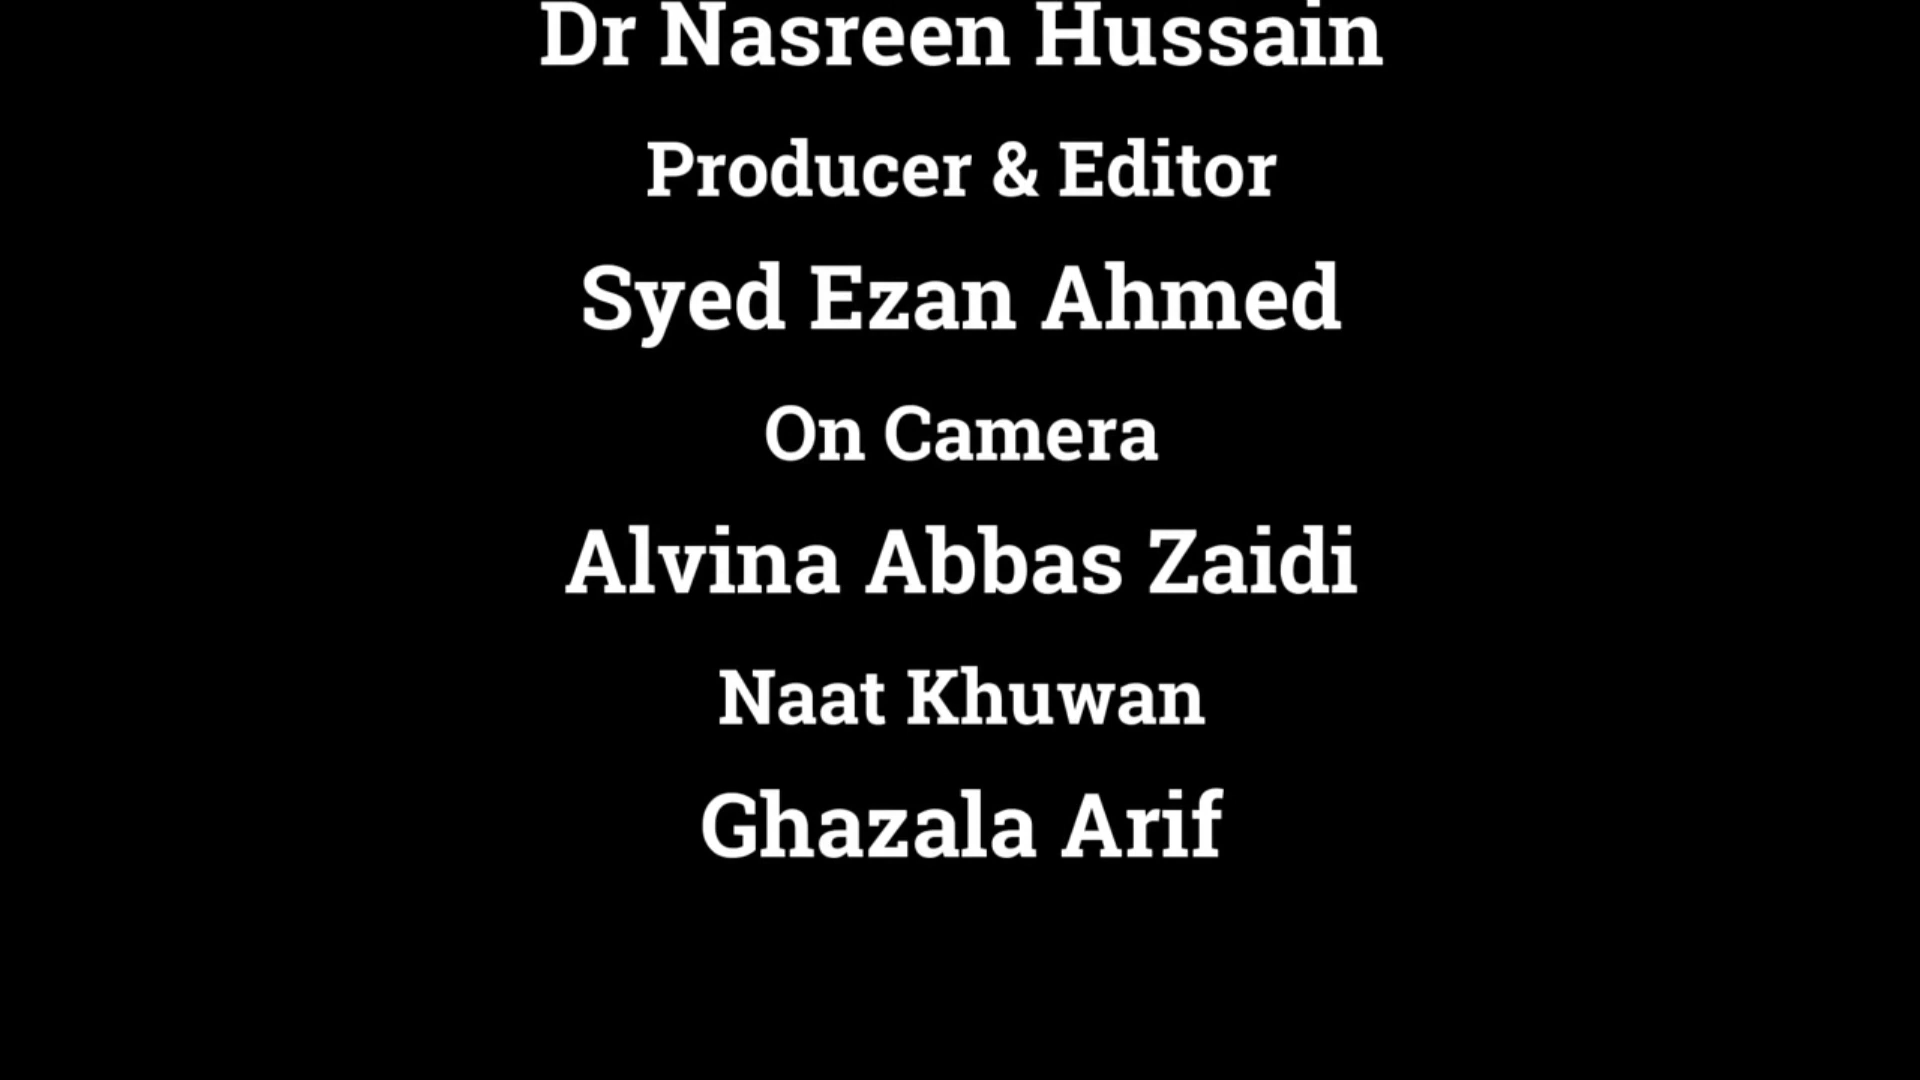 Dr Nasreen Hussain
Producer & Editor
Syed Ezan Ahmed
On Camera
Alvina Abbas Zaidi
Naat Khuwan
Ghazala Arif